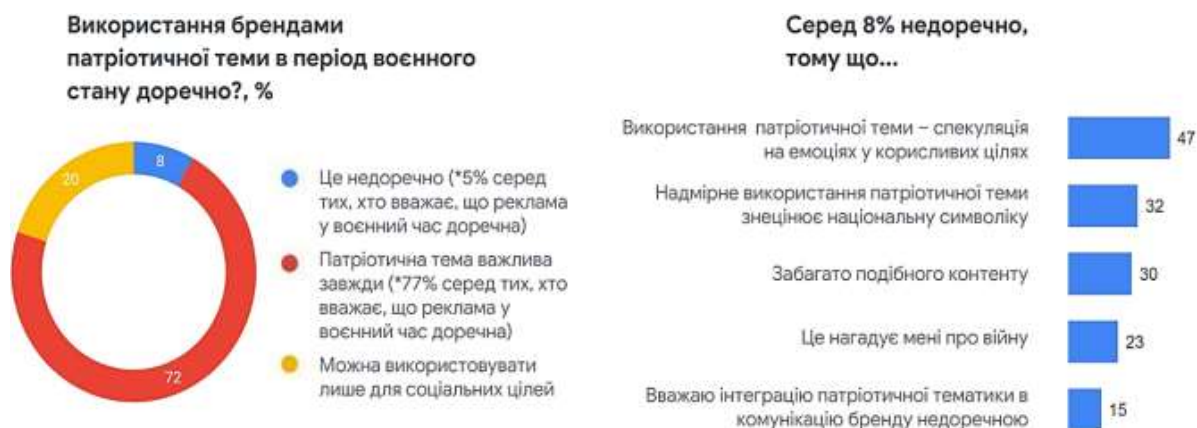 Використання брендами
патріотичної теми в період воєнного
стану доречно?, %
8
20
72
Це недоречно (*5% серед
тих, хто вважає, що реклама
у воєнний час доречна)
Патріотична тема важлива
завжди (*77% серед тих, хто
вважає, що реклама у
воєнний час доречна)
Можна використовувати
лише для соціальних цілей
Серед 8% недоречно,
тому що...
Використання патріотичної теми – спекуляція
на емоціях у корисливих цілях
47
Надмірне використання патріотичної теми
знецінює національну символіку
32
Забагато подібного контенту
30
Це нагадує мені про війну
23
Вважаю інтеграцію патріотичної тематики в
комунікацію бренду недоречною
15